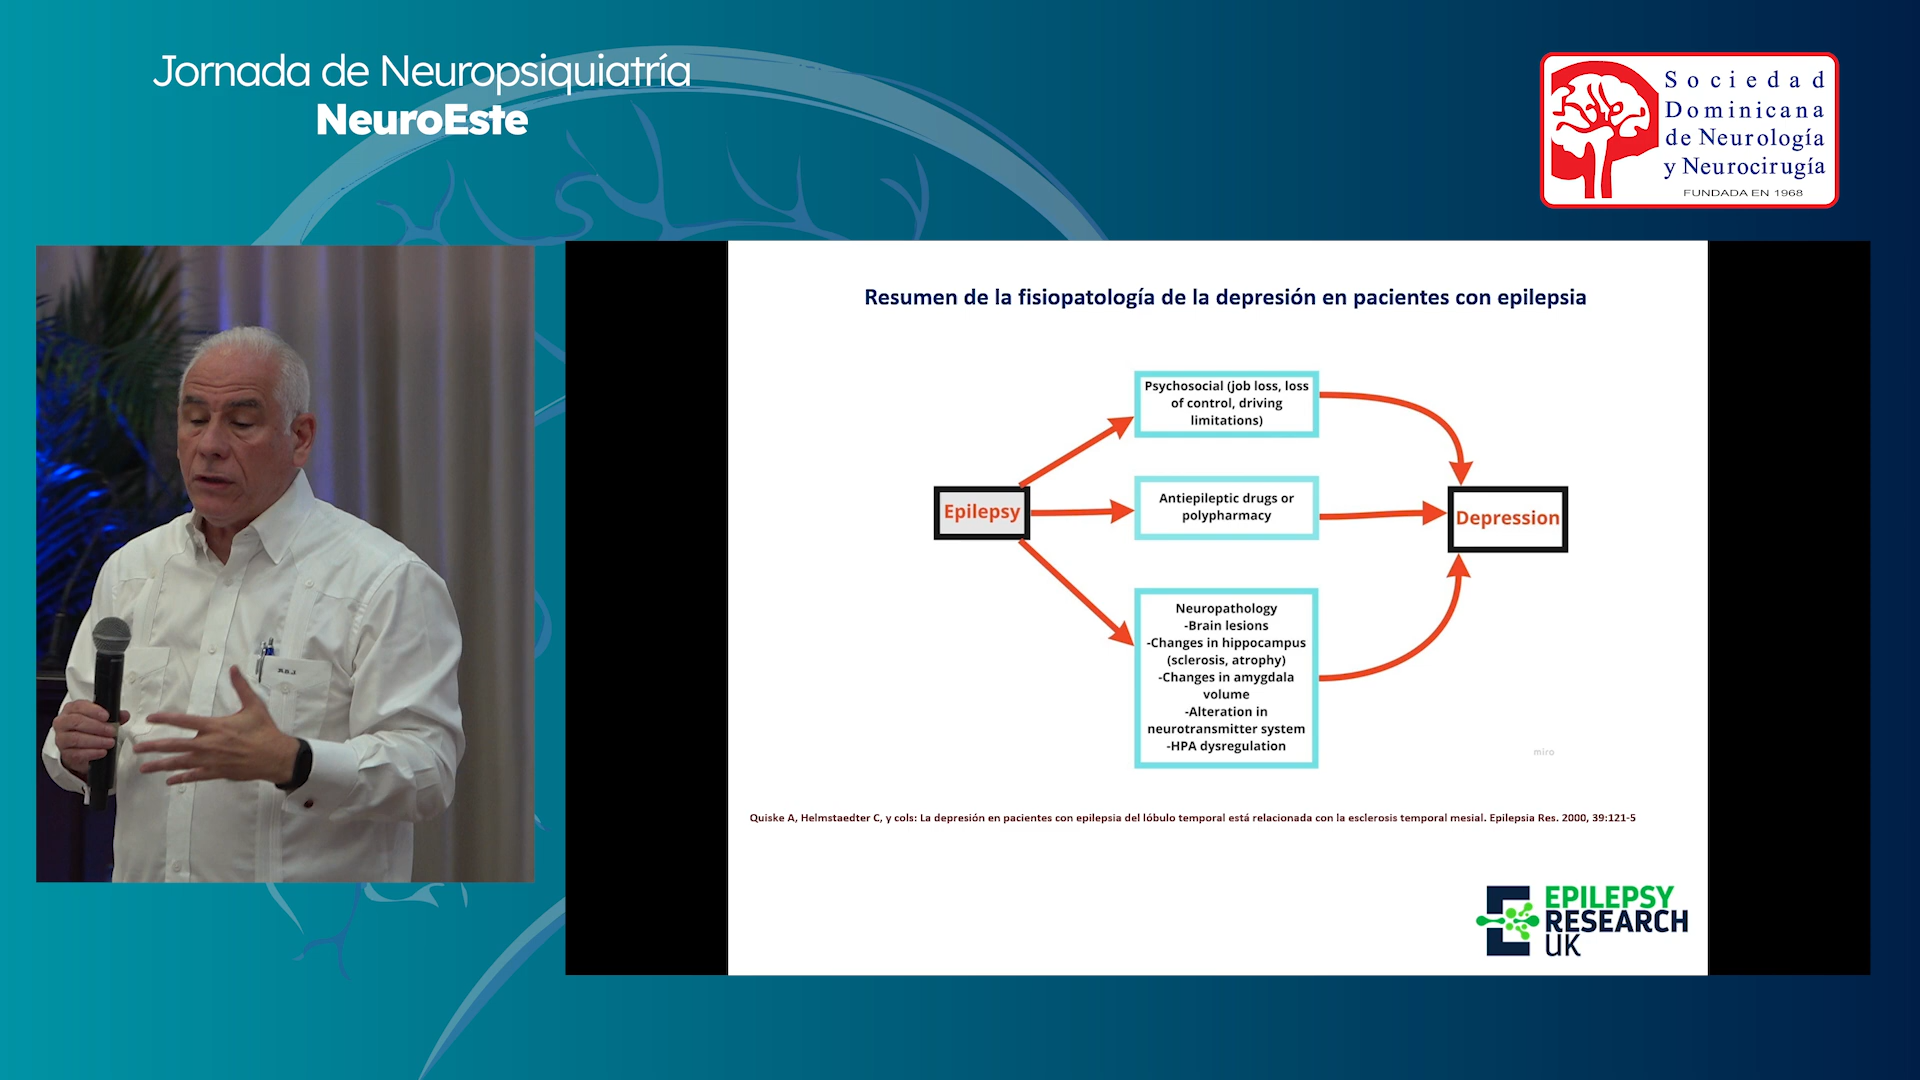 Jornada de Neuropsiquiatría
NeuroEste
Sociedad
Dominicana
de Neurología
y Neurocirugía
FUNDADA EN 1968
Resumen de la fisiopatología de la depresión en pacientes con epilepsia
Psychosocial (job loss, loss
of control, driving
limitations)
Epilepsy
Antiepileptic drugs or
polypharmacy
Depression
Neuropathology
-Brain lesions
-Changes in hippocampus
(sclerosis, atrophy)
-Changes in amygdala
volume
-Alteration in
neurotransmitter system
-HPA dysregulation
miro
Quiske A, Helmstaedter C, y cols: La depresión en pacientes con epilepsia del lóbulo temporal está relacionada con la esclerosis temporal mesial. Epilepsia Res. 2000, 39:121-5
EPILEPSY
RESEARCH
UK